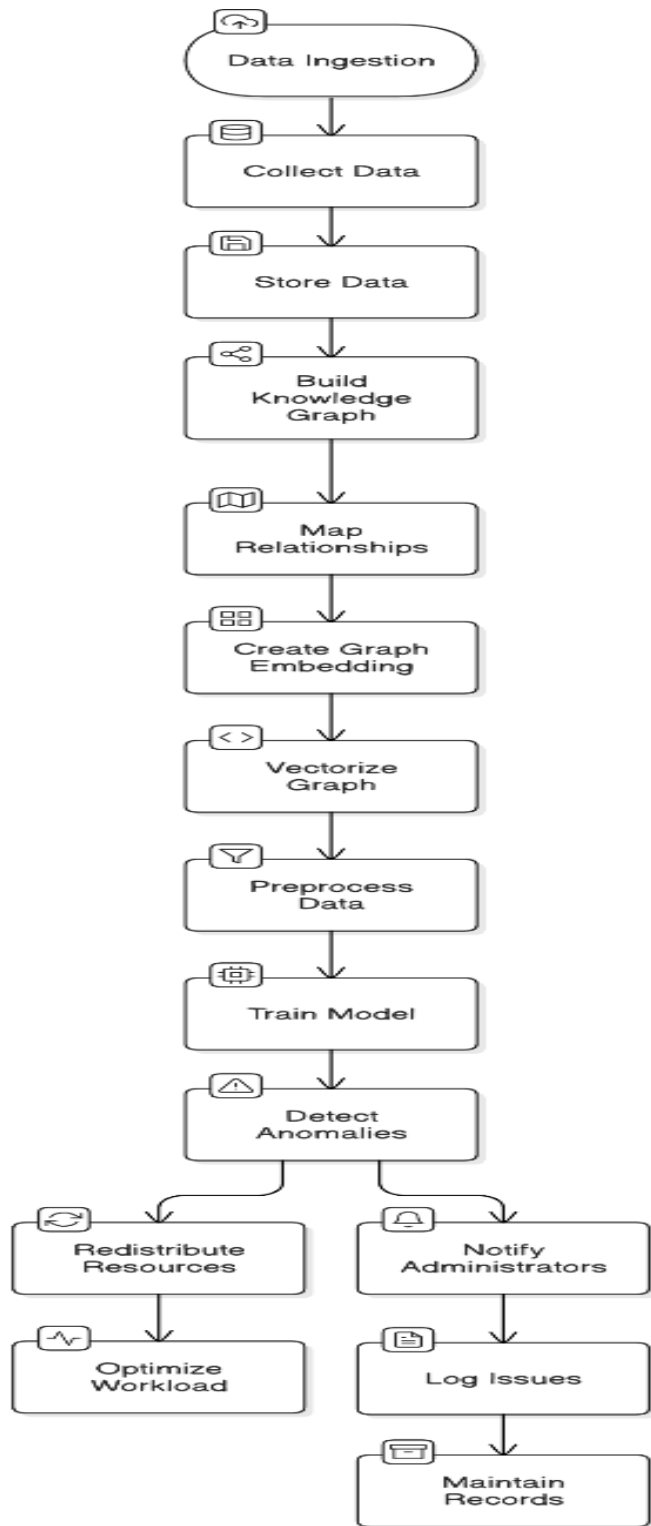 Data Ingestion
Collect Data
Store Data
Build
Knowledge
Graph
Map
Relationships
Create Graph
Embedding
Vectorize
Graph
Preprocess
Data
Train Model
Detect
Anomalies
Redistribute
Resources
Notify
Administrators
Optimize
Workload
Log Issues
Maintain
Records